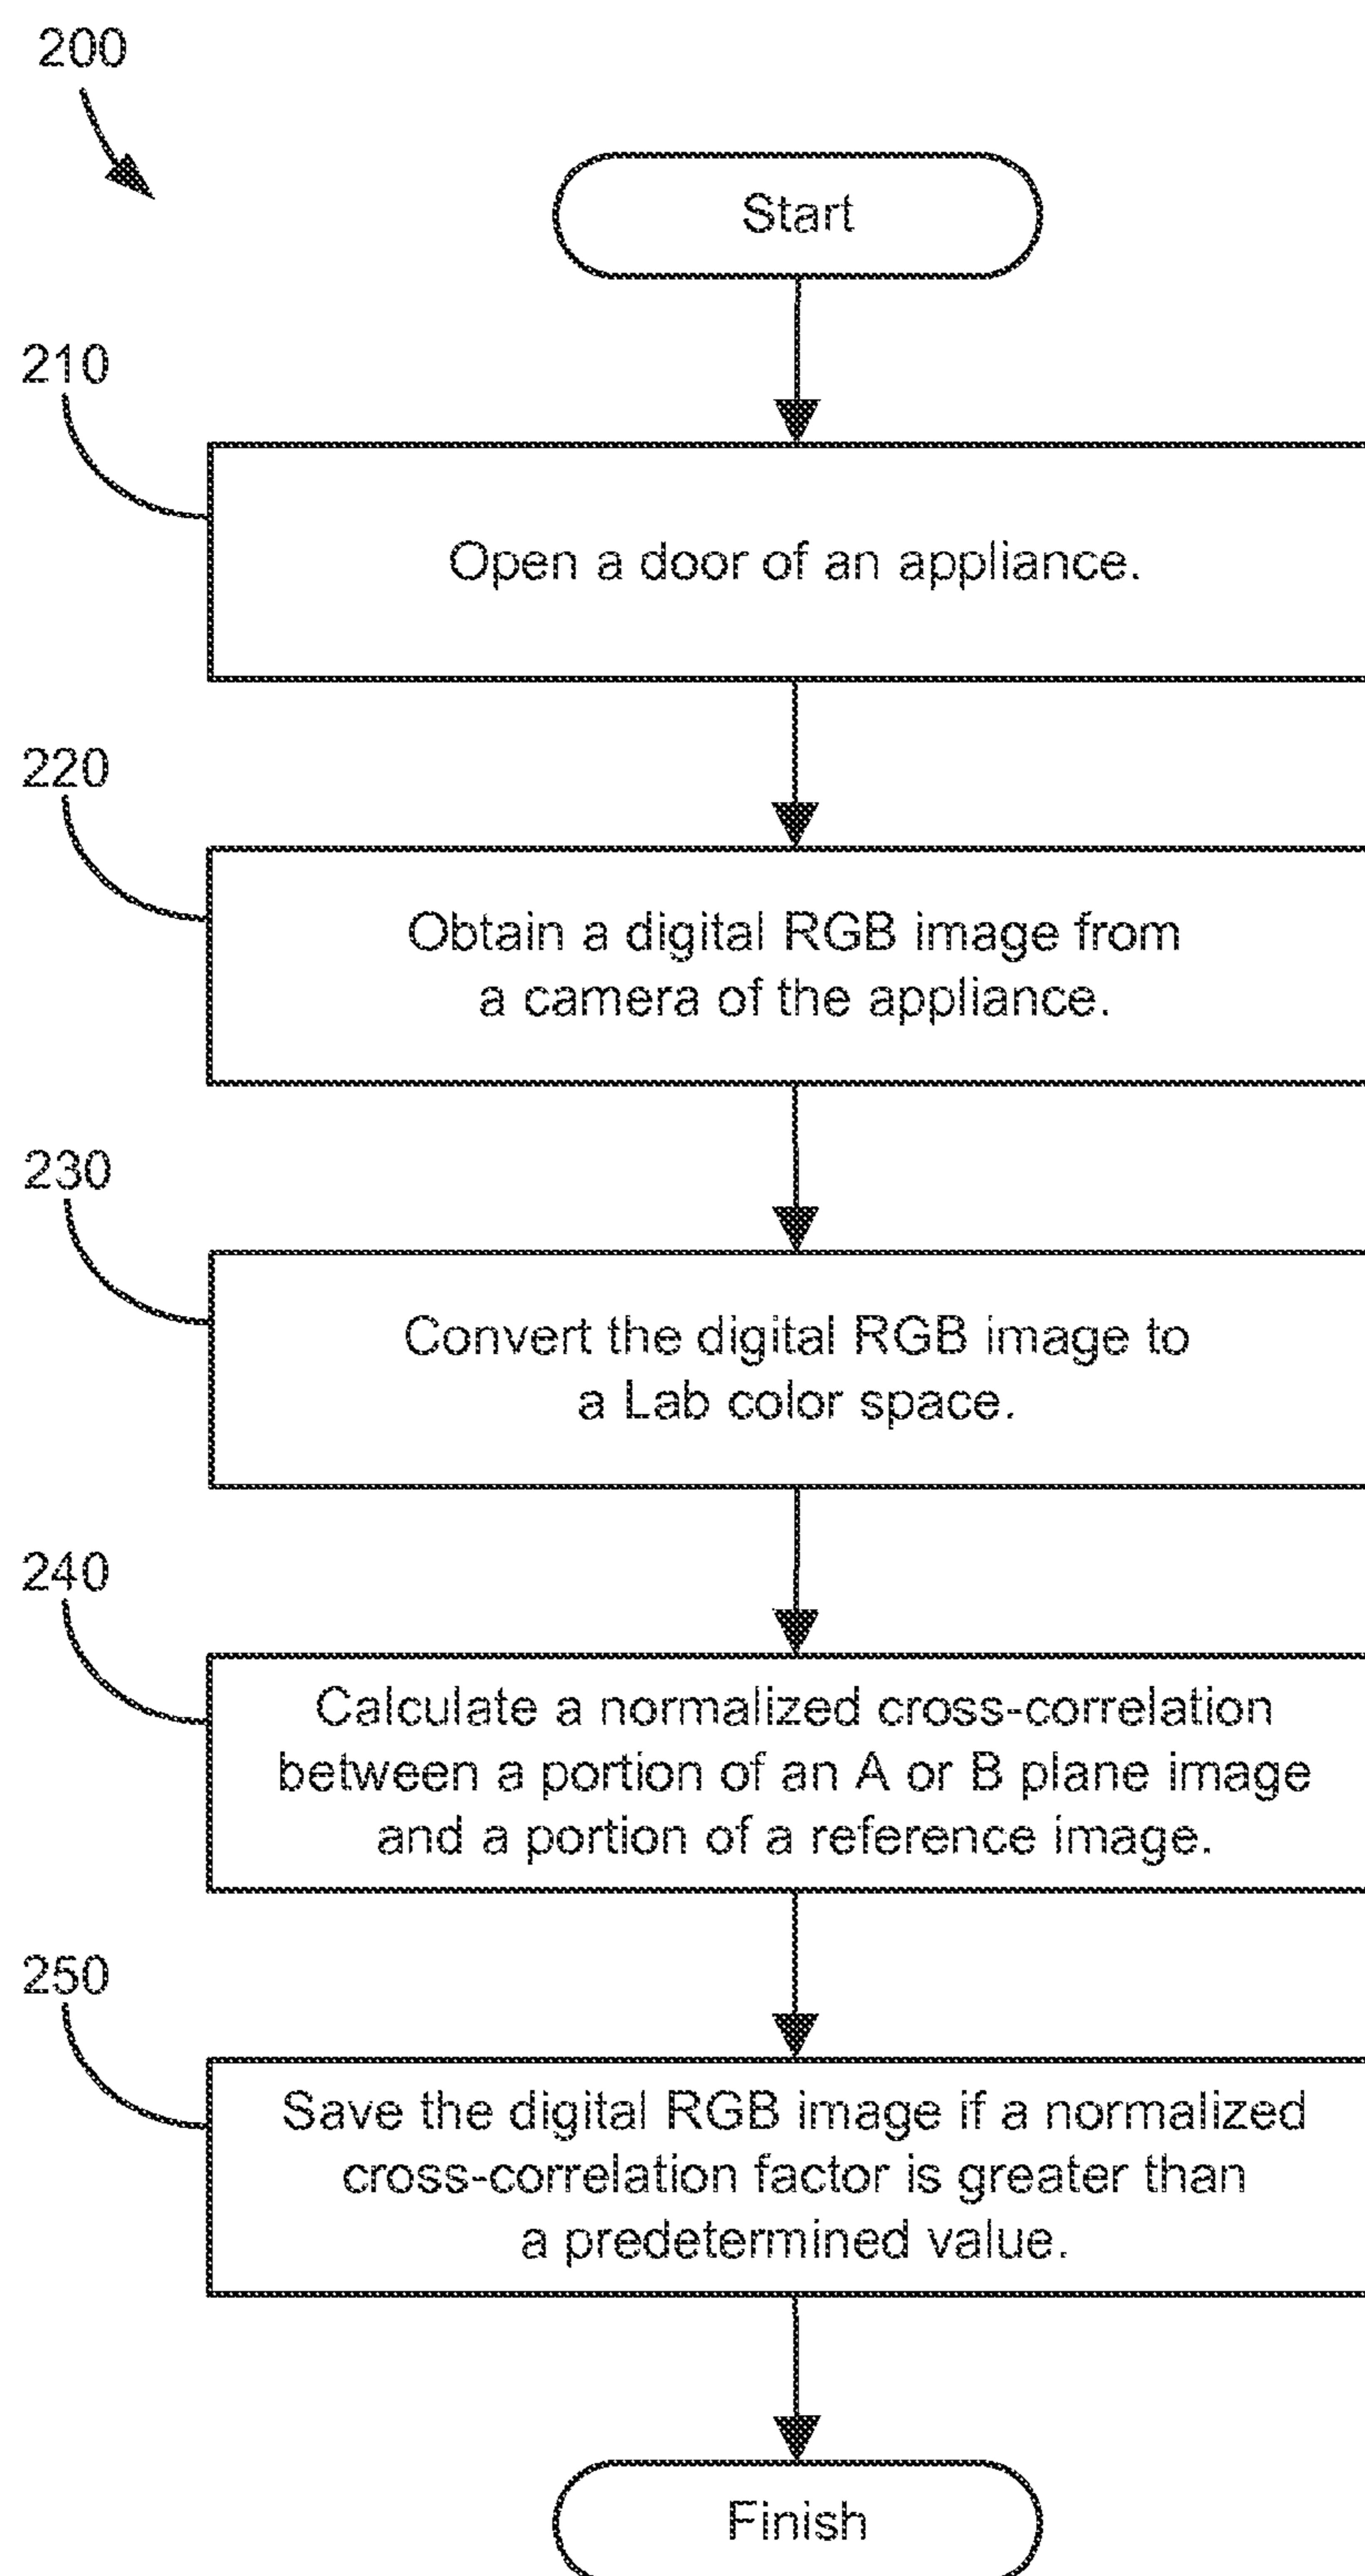 200
Start
210
Open a door of an appliance.
220
Obtain a digital RGB image from
a camera of the appliance.
230
Convert the digital RGB image to
a Lab color space.
240
Calculate a normalized cross-correlation
between a portion of an A or B plane image
and a portion of a reference image.
250
Save the digital RGB image if a normalized
cross-correlation factor is greater than
a predetermined value.
Finish